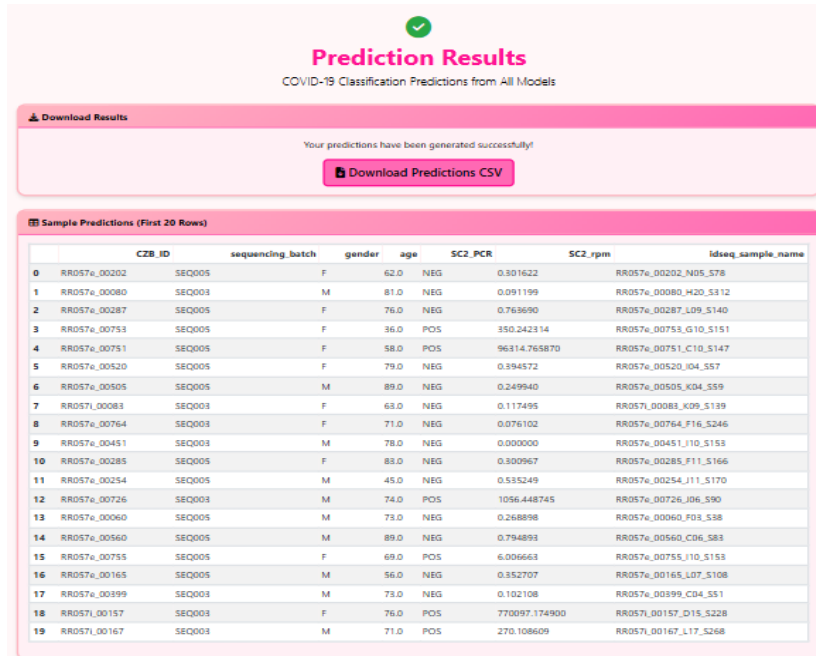 Prediction Results
COVID-19 Classification Predictions from All Models
Download Results
Your predictions have been generated successfully!
Download Predictions CSV
Sample Predictions (First 20 Rows)
CZB_ID sequencing_batch gender age SC2_PCR SC2_rpm idseq_sample_name
0 RR057e_00202 SEQ005 F 62.0 NEG 0.301622 RR057e_00202_N05_S78
1 RR057e_00080 SEQ003 M 81.0 NEG 0.091199 RR057e_00080_H20_S312
2 RR057e_00287 SEQ005 F 76.0 NEG 0.763690 RR057e_00287_L09_S140
3 RR057e_00753 SEQ005 F 36.0 POS 350.242314 RR057e_00753_G10_S151
4 RR057e_00751 SEQ005 F 58.0 POS 96314.765870 RR057e_00751_C10_S147
5 RR057e_00520 SEQ005 F 79.0 NEG 0.394572 RR057e_00520_I04_S57
6 RR057e_00505 SEQ005 M 89.0 NEG 0.249940 RR057e_00505_K04_S59
7 RR057i_00083 SEQ003 F 63.0 NEG 0.117495 RR057i_00083_K09_S139
8 RR057e_00764 SEQ003 F 71.0 NEG 0.076102 RR057e_00764_F16_S246
9 RR057e_00451 SEQ003 M 78.0 NEG 0.000000 RR057e_00451_I10_S153
10 RR057e_00285 SEQ005 F 83.0 NEG 0.300967 RR057e_00285_F11_S166
11 RR057e_00254 SEQ005 M 45.0 NEG 0.535249 RR057e_00254_J11_S170
12 RR057e_00726 SEQ003 M 74.0 POS 1056.448745 RR057e_00726_J06_S90
13 RR057e_00060 SEQ005 M 73.0 NEG 0.268898 RR057e_00060_F03_S38
14 RR057e_00560 SEQ005 M 89.0 NEG 0.794893 RR057e_00560_C06_S83
15 RR057e_00755 SEQ005 F 69.0 POS 6.006663 RR057e_00755_I10_S153
16 RR057e_00165 SEQ005 M 56.0 NEG 0.352707 RR057e_00165_L07_S108
17 RR057e_00399 SEQ003 M 73.0 NEG 0.102108 RR057e_00399_C04_S51
18 RR057i_00157 SEQ003 F 76.0 POS 770097.174900 RR057i_00157_D15_S228
19 RR057i_00167 SEQ003 M 71.0 POS 270.108609 RR057i_00167_L17_S268